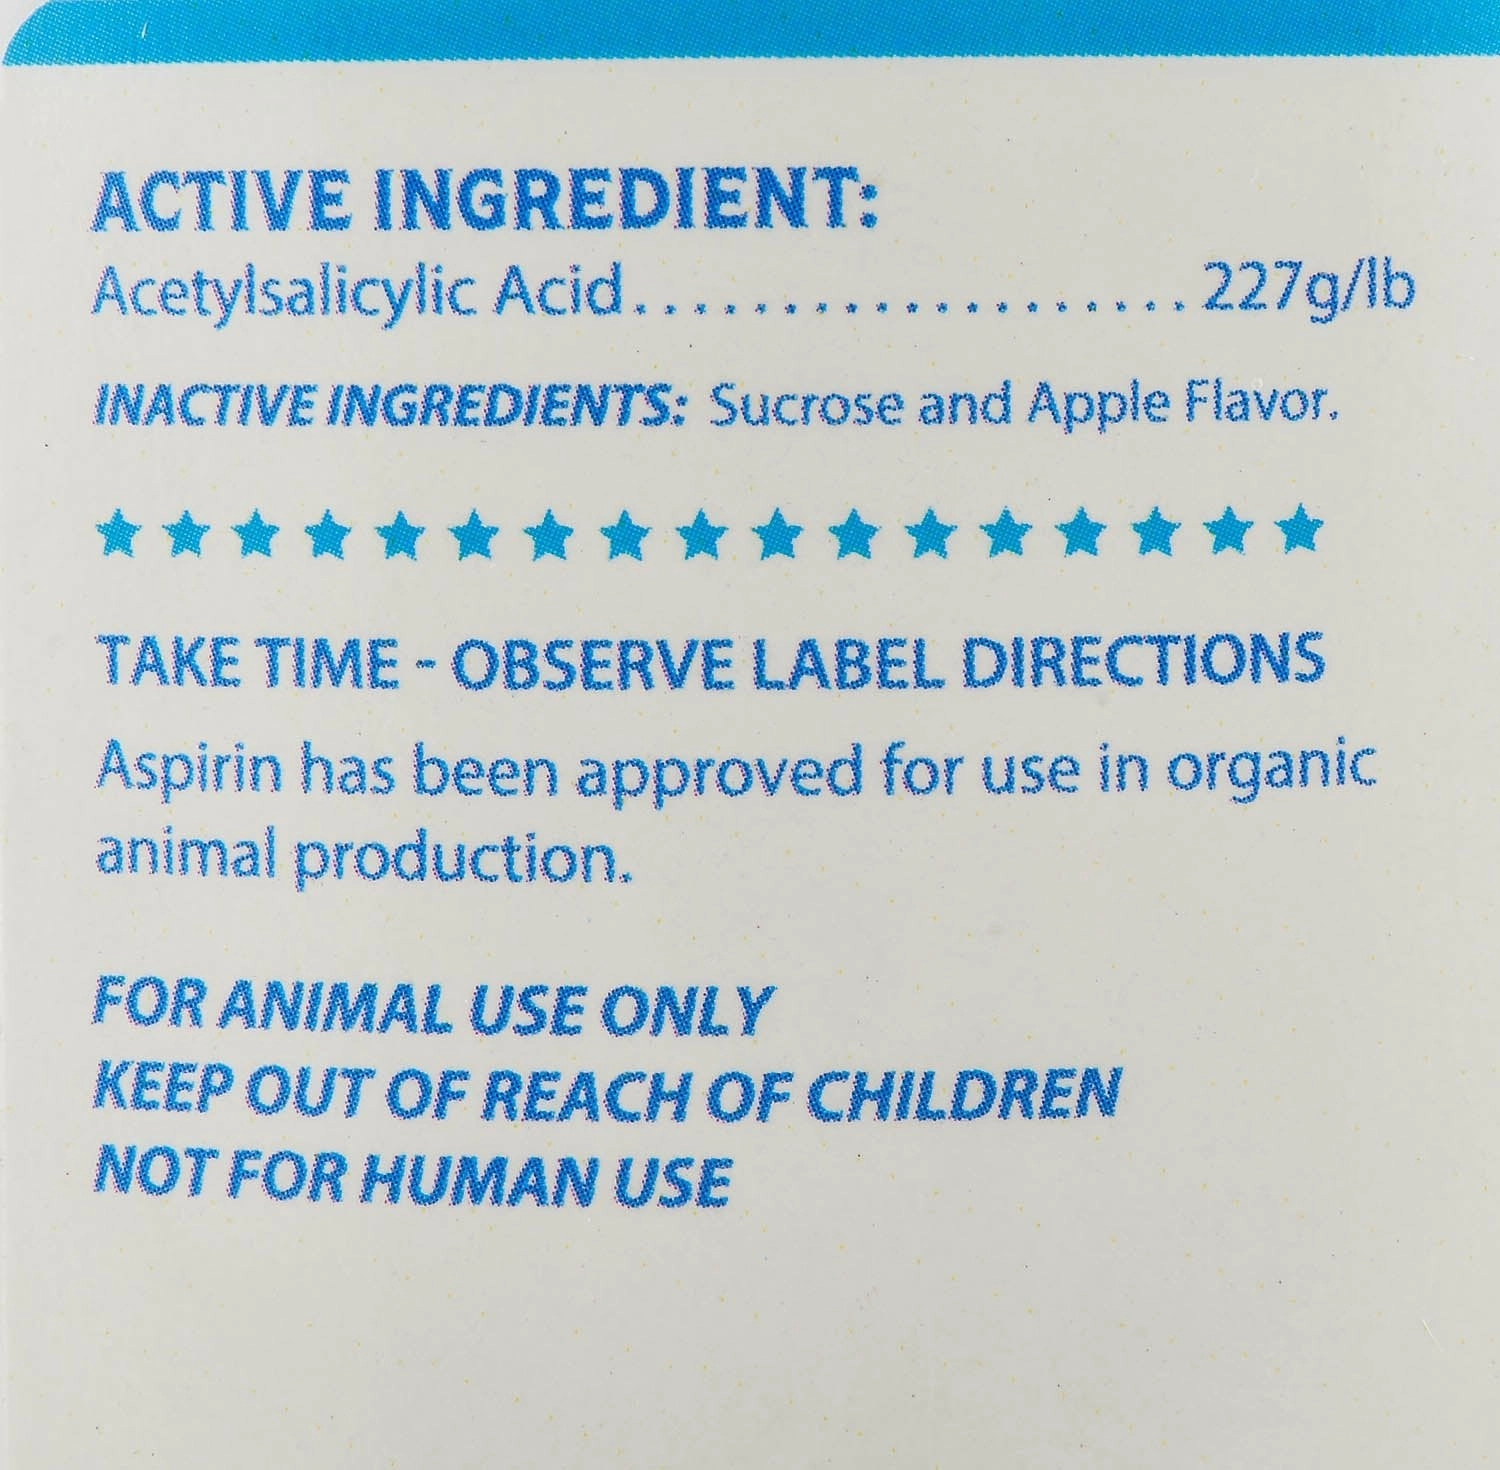 ACTIVE INGREDIENT:
Acetylsalicylic Acid...................227g/lb
INACTIVE INGREDIENTS: Sucrose and Apple Flavor.
TAKE TIME - OBSERVE LABEL DIRECTIONS
Aspirin has been approved for use in organic
animal production.
FOR ANIMAL USE ONLY
KEEP OUT OF REACH OF CHILDREN
NOT FOR HUMAN USE